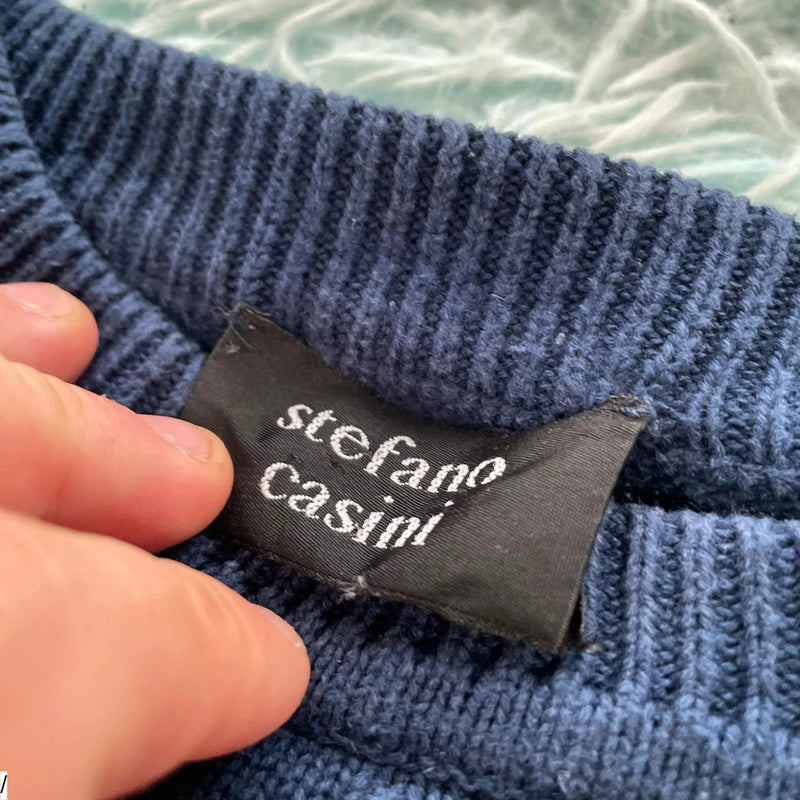 stefano
casini
/